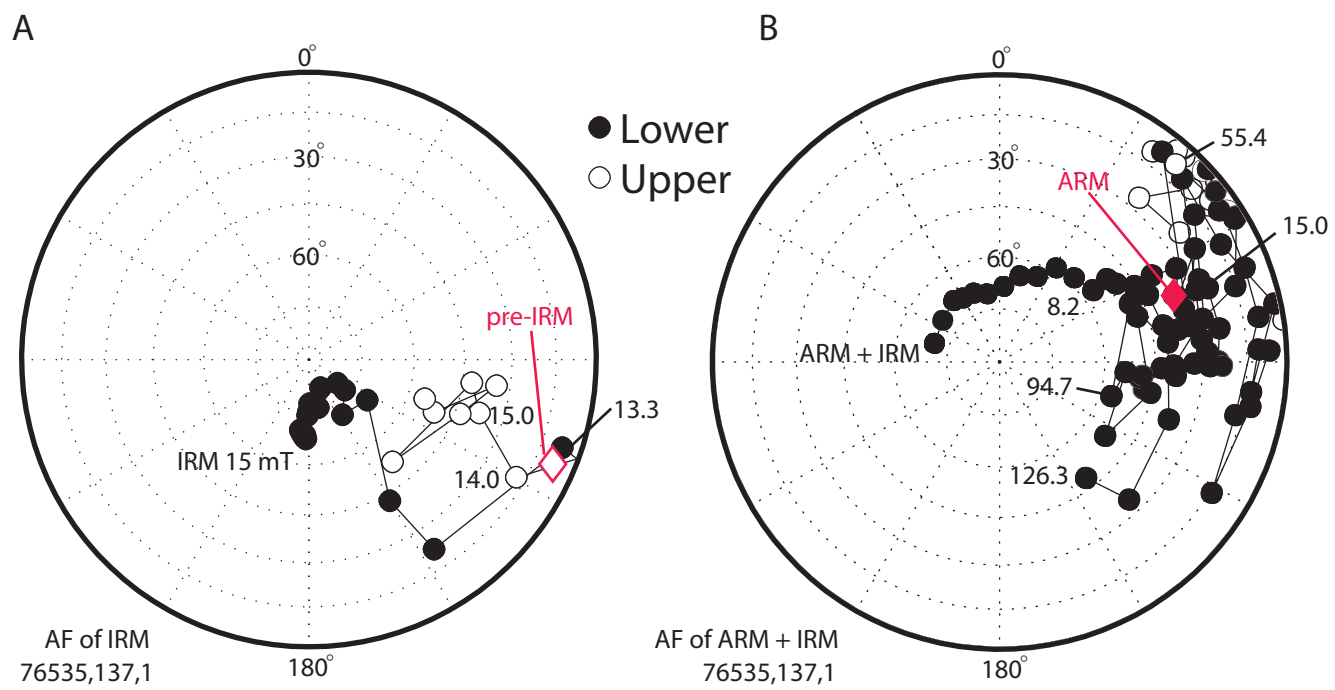 A
B
0°
0°
Lower
Upper
30°
30°
60°
60°
55.4
ARM
15.0
pre-IRM
8.2
ARM + IRM
94.7
13.3
15.0
IRM 15 mT
14.0
126.3
AF of IRM
76535,137,1
180°
AF of ARM + IRM
76535,137,1
180°